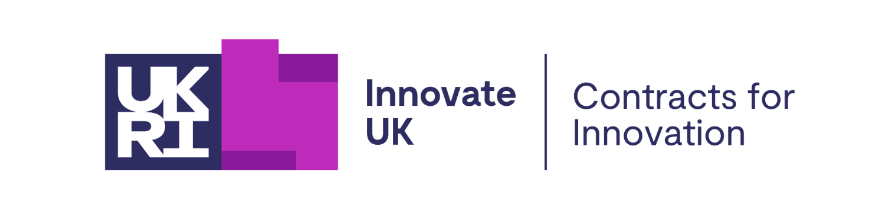 UK
RI
Innovate
UK
Contracts for
Innovation